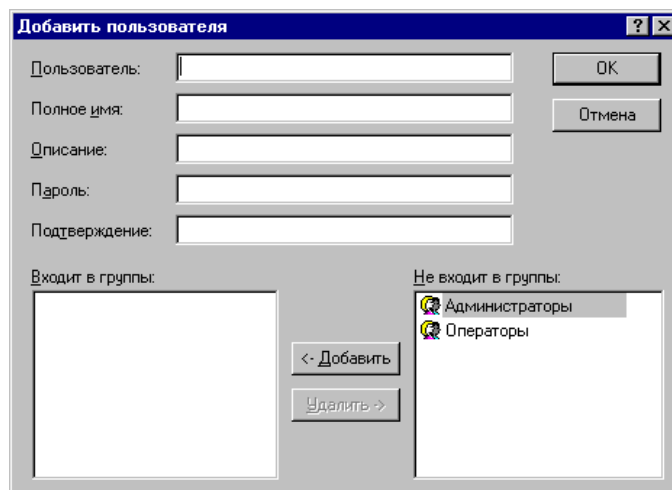 Добавить пользователя
Пользователь:
OK
Полное имя:
Отмена
Описание:
Пароль:
Подтверждение:
Входит в группы:
Не входит в группы:
Администраторы
Операторы
<- Добавить
Удалить ->